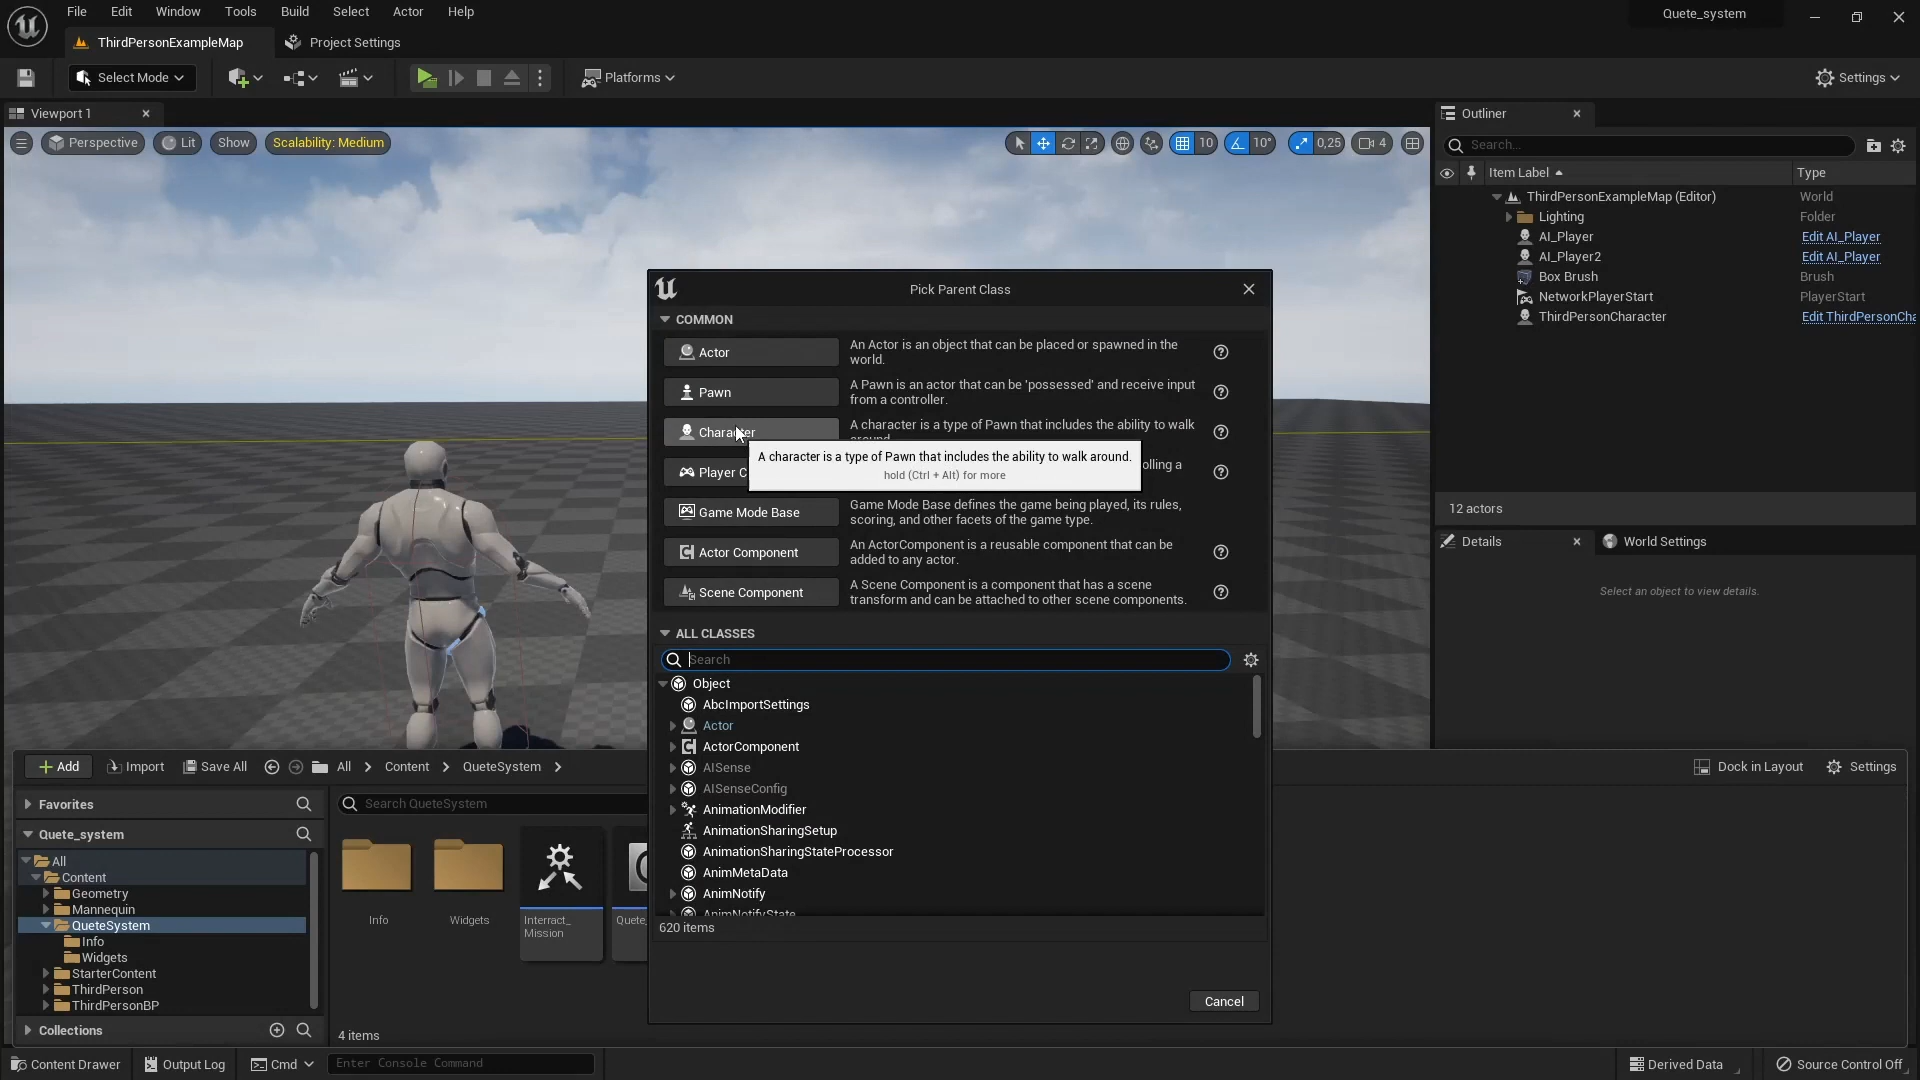 File Edit Window Tools Build Select Actor Help
Quete_system
ThirdPersonExampleMap
Project Settings
Select Mode
Platforms
Settings
Viewport 1
Perspective Lit Show Scalability: Medium
10 10° 0,25 4
Outliner
Search...
Item Label Type
ThirdPersonExampleMap (Editor) World
Lighting Folder
AI_Player Edit AI_Player
AI_Player2 Edit AI_Player
Box Brush Brush
NetworkPlayerStart PlayerStart
ThirdPersonCharacter Edit ThirdPersonCha
12 actors
Details World Settings
Select an object to view details.
Pick Parent Class
COMMON
Actor
An Actor is an object that can be placed or spawned in the
world.
Pawn
A Pawn is an actor that can be 'possessed' and receive input
from a controller.
Character
A character is a type of Pawn that includes the ability to walk
around.
A character is a type of Pawn that includes the ability to walk around.
hold (Ctrl + Alt) for more
Player C
olling a
Game Mode Base
Game Mode Base defines the game being played, its rules,
scoring, and other facets of the game type.
Actor Component
An ActorComponent is a reusable component that can be
added to any actor.
Scene Component
A Scene Component is a component that has a scene
transform and can be attached to other scene components.
ALL CLASSES
Search
Object
AbcImportSettings
Actor
ActorComponent
AISense
AISenseConfig
AnimationModifier
AnimationSharingSetup
AnimationSharingStateProcessor
AnimMetaData
AnimNotify
AnimNotifyState
620 items
Cancel
Add Import Save All All Content QueteSystem
Dock in Layout Settings
Favorites
Quete_system
All
Content
Geometry
Mannequin
QueteSystem
Info
Widgets
StarterContent
ThirdPerson
ThirdPersonBP
Collections
Search QueteSystem
Info
Widgets
Interract_
Mission
Quete_
4 items
Content Drawer Output Log Cmd Enter Console Command
Derived Data Source Control Off